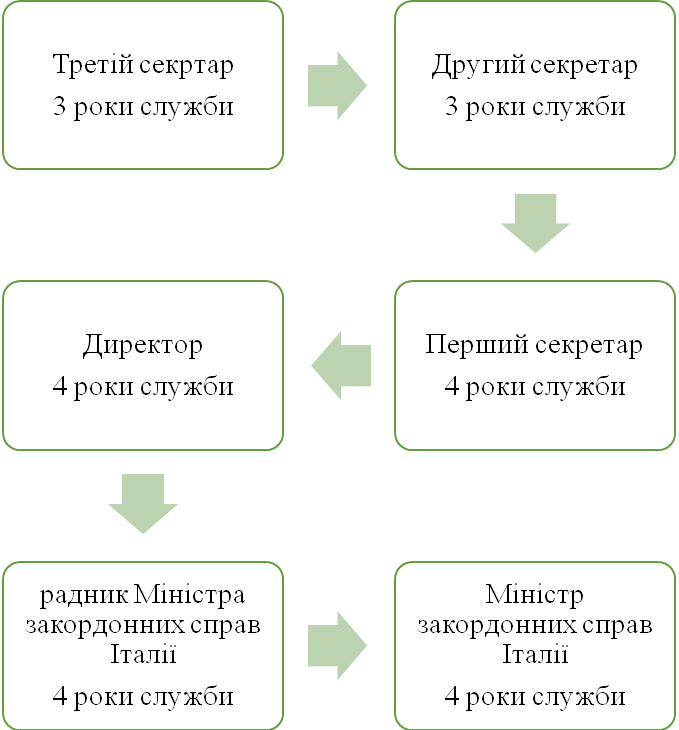 Третій секртар
3 роки служби
Другий секретар
3 роки служби
Перший секретар
4 роки служби
Директор
4 роки служби
радник Міністра
закордонних справ
Італії
4 роки служби
Міністр
закордонних справ
Італії
4 роки служби